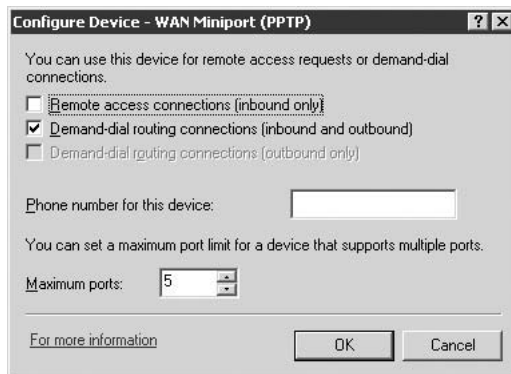 Configure Device - WAN Miniport (PPTP)
You can use this device for remote access requests or demand-dial
connections.
Remote access connections (inbound only)
Demand-dial routing connections (inbound and outbound)
Demand-dial routing connections (outbound only)
Phone number for this device:
You can set a maximum port limit for a device that supports multiple ports.
Maximum ports: 5
For more information OK Cancel